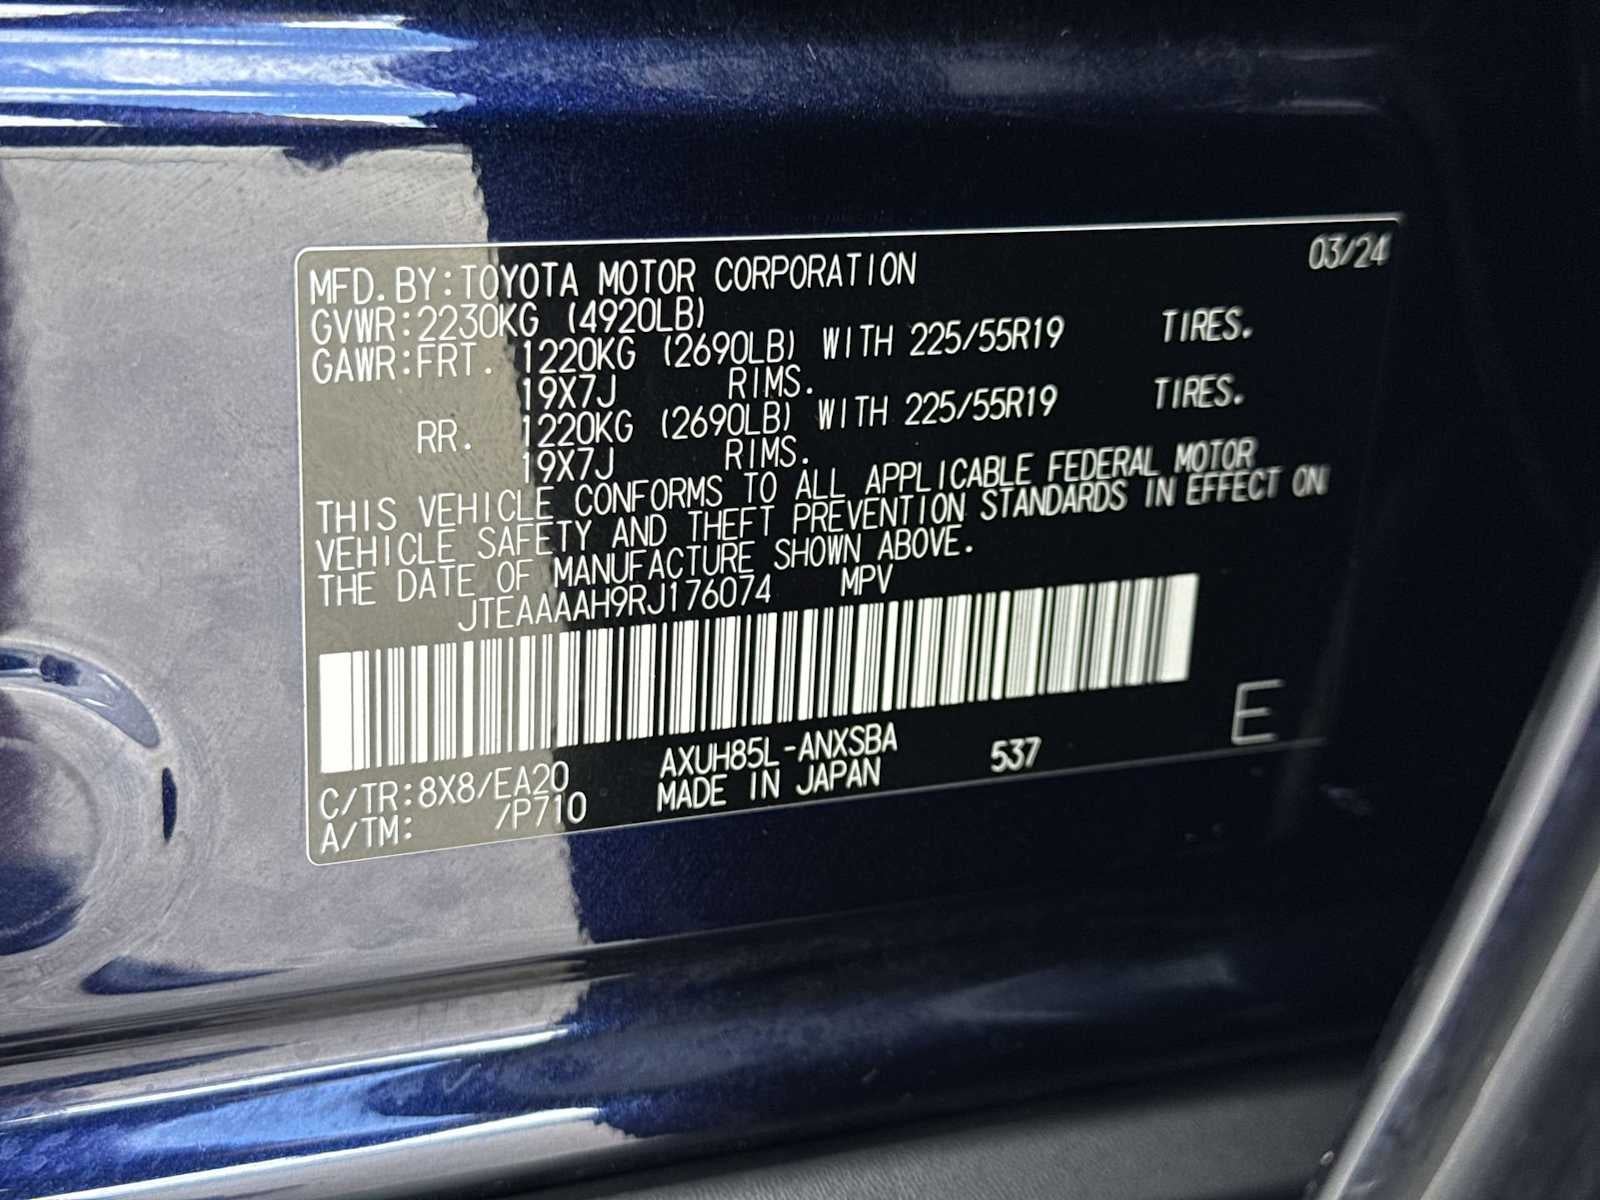 03/24
MFD.BY:TOYOTA MOTOR CORPORATION
GVWR:2230KG (4920LB)
GAWR:FRT. 1220KG (2690LB) WITH 225/55R19 TIRES.
19X7J RIMS.
RR. 1220KG (2690LB) WITH 225/55R19 TIRES.
19X7J RIMS.
THIS VEHICLE CONFORMS TO ALL APPLICABLE FEDERAL MOTOR
VEHICLE SAFETY AND THEFT PREVENTION STANDARDS IN EFFECT ON
THE DATE OF MANUFACTURE SHOWN ABOVE.
JTEAAAAH9RJ176074 MPV
E
AXUH85L-ANXSBA 537
C/TR:8X8/EA20 MADE IN JAPAN
A/TM: /P710